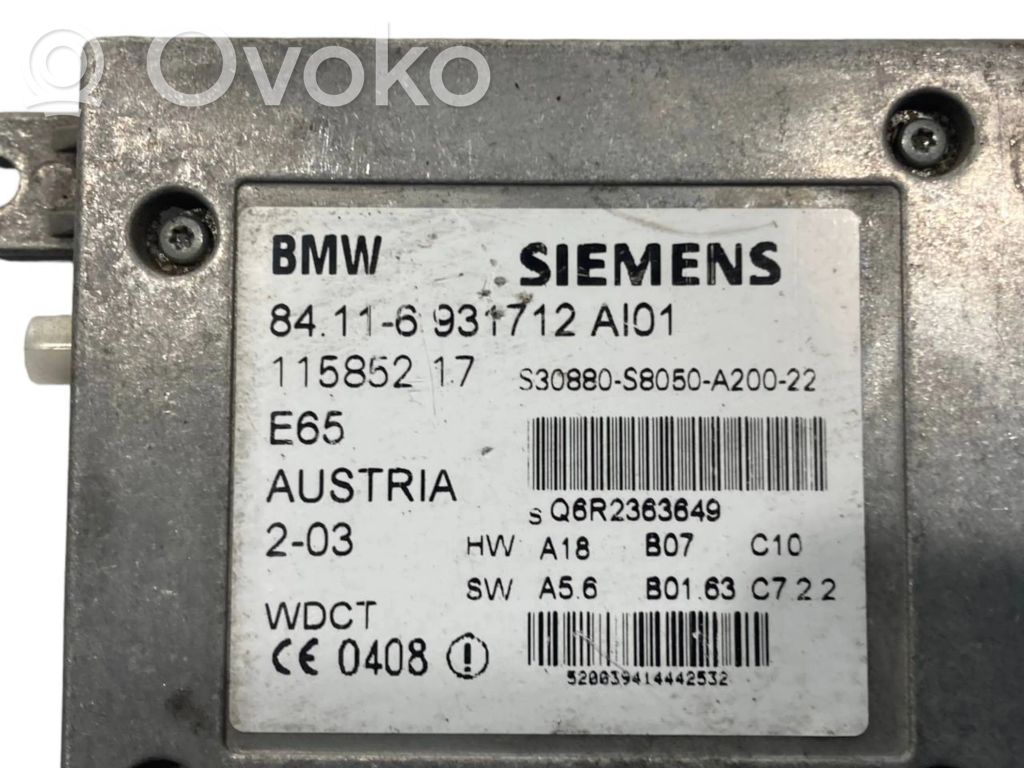 Ovoko
BMW SIEMENS
84.11-6 931712 AI01
115852 17 S30880-S8050-A200-22
E65
AUSTRIA
S Q6R2363649
2-03 HW A18 B07 C10
SW A5.6 B01.63 C7.2 2
WDCT
CE 0408
520039414442532